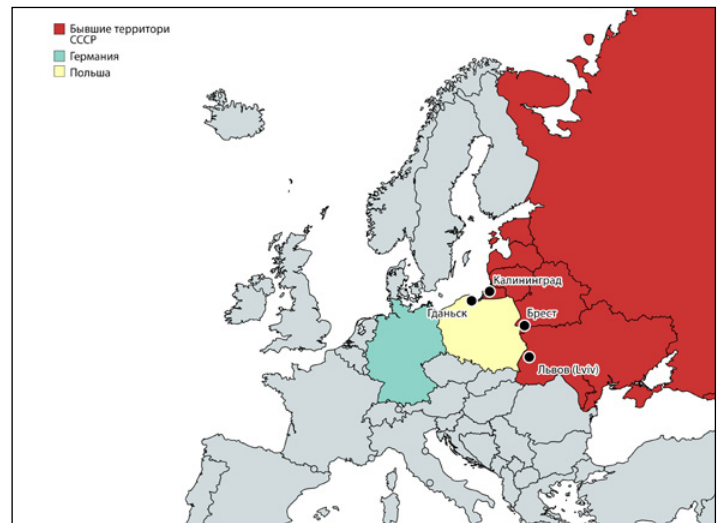 Бывшие территори
СССР
Германия
Польша
Калининград
Гданьск
Брест
Львов (Lviv)